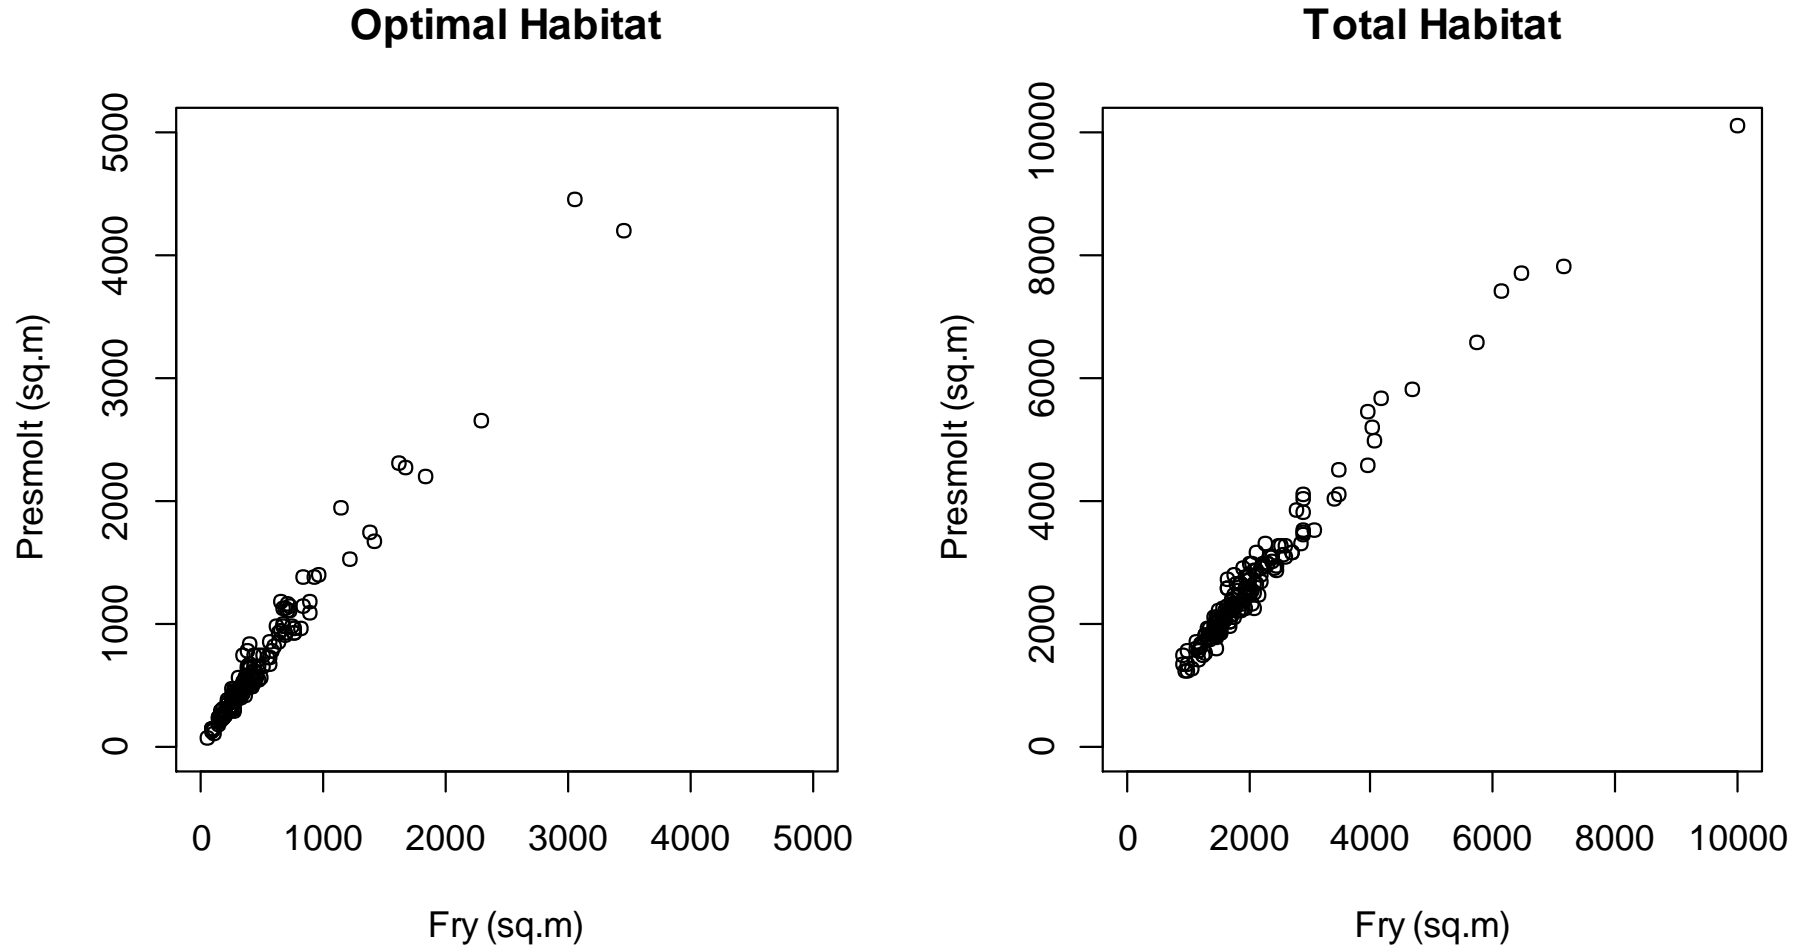 Optimal Habitat
Presmolt (sq.m)
5000
4000
3000
2000
1000
0
0 1000 2000 3000 4000 5000
Fry (sq.m)
Total Habitat
Presmolt (sq.m)
10000
8000
6000
4000
2000
0
0 2000 4000 6000 8000 10000
Fry (sq.m)